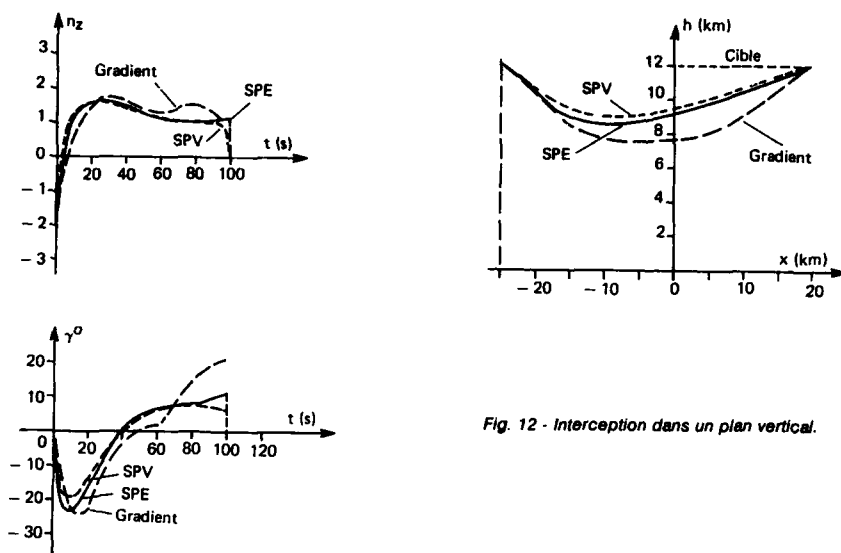 n_z
3
2
1
0
− 1
− 2
− 3
Gradient
SPE
SPV
t (s)
20 40 60 80 100
h (km)
12
10
8
6
4
2
Cible
SPV
SPE
Gradient
x (km)
− 20 − 10 0 10 20
γ°
20
10
0
− 10
− 20
− 30
t (s)
20 40 60 80 100 120
SPV
SPE
Gradient
Fig. 12 - Interception dans un plan vertical.